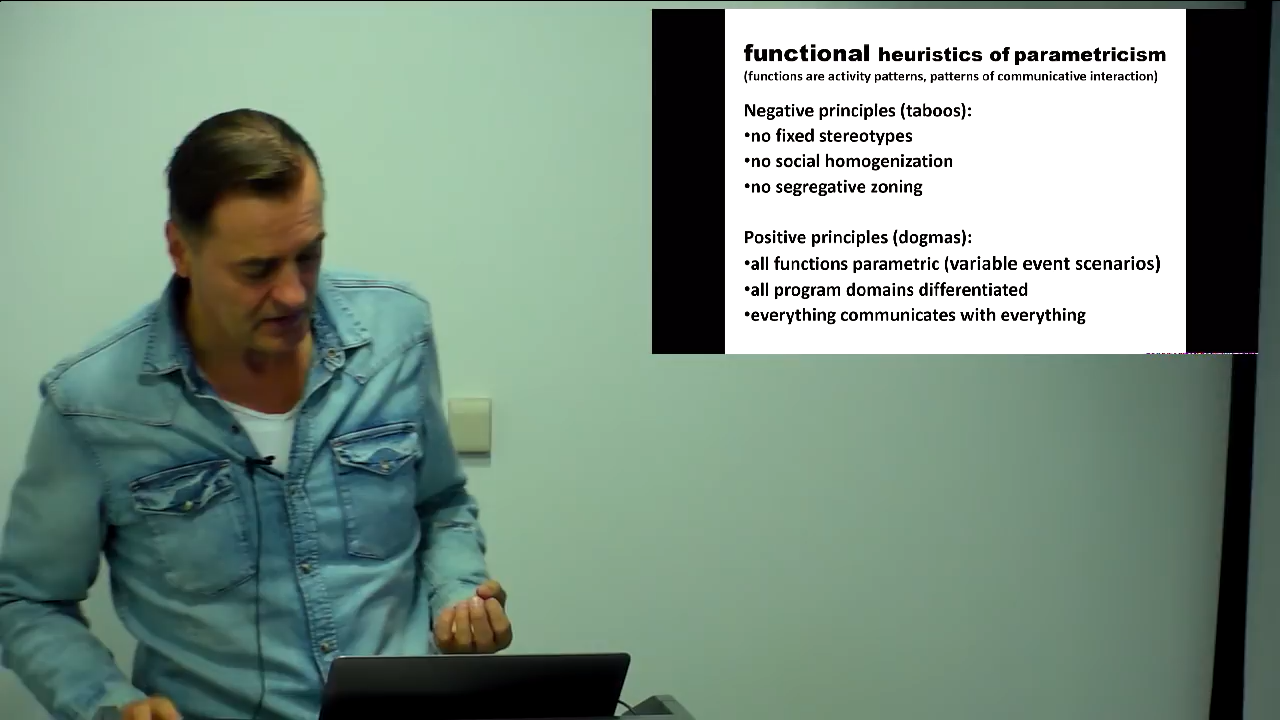 functional heuristics of parametricism
(functions are activity patterns, patterns of communicative interaction)
Negative principles (taboos):
•no fixed stereotypes
•no social homogenization
•no segregative zoning
Positive principles (dogmas):
•all functions parametric (variable event scenarios)
•all program domains differentiated
•everything communicates with everything